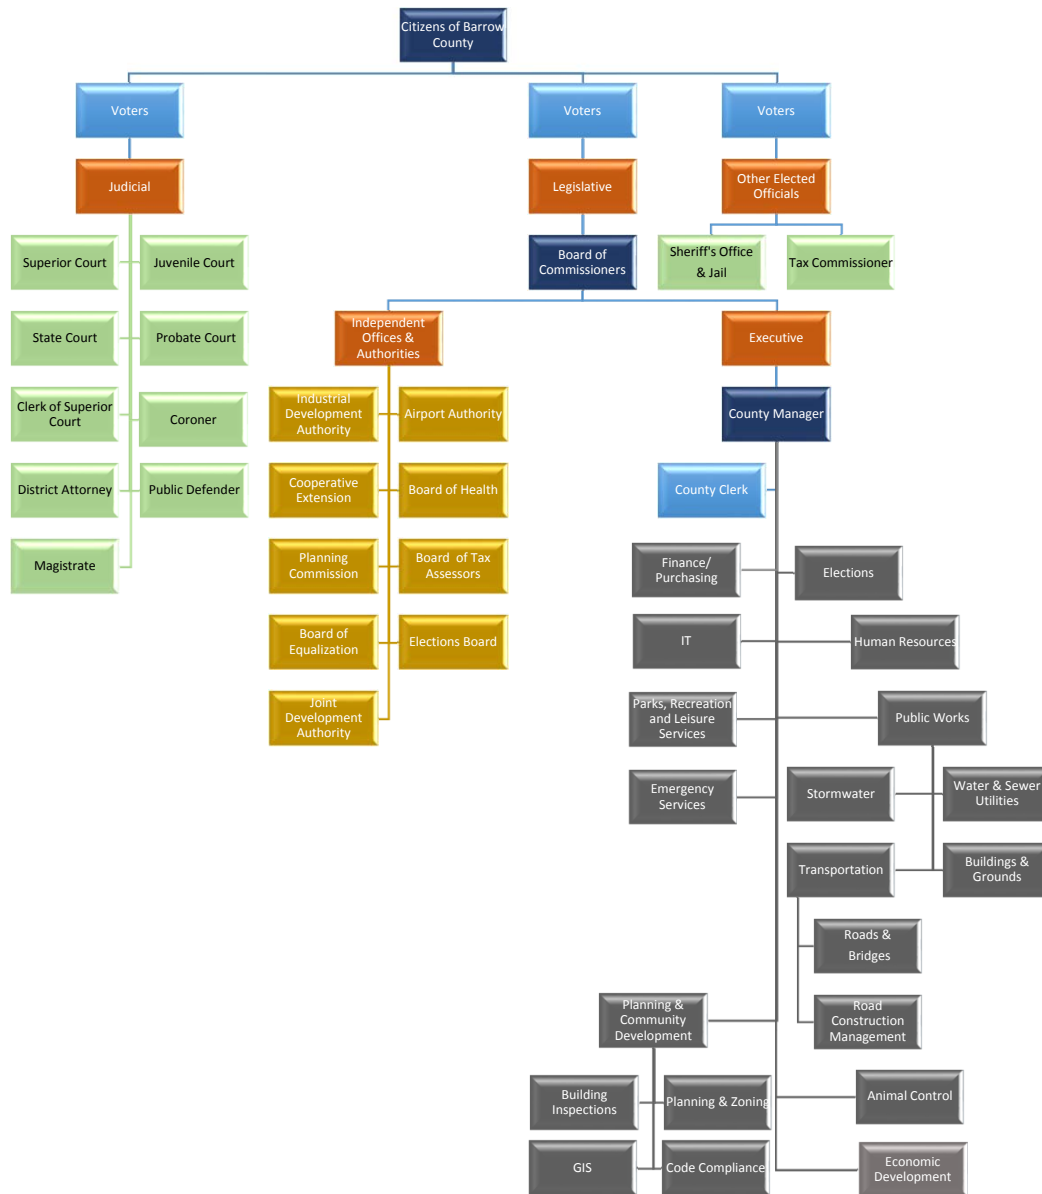 Citizens of Barrow
County
Voters
Voters
Voters
Judicial
Legislative
Other Elected
Officials
Superior Court
Juvenile Court
Board of
Commissioners
Sheriff's Office
& Jail
Tax Commissioner
State Court
Probate Court
Independent
Offices &
Authorities
Executive
Clerk of Superior
Court
Coroner
Industrial
Development
Authority
Airport Authority
County Manager
District Attorney
Public Defender
Cooperative
Extension
Board of Health
County Clerk
Magistrate
Planning
Commission
Board of Tax
Assessors
Finance/
Purchasing
Elections
Board of
Equalization
Elections Board
IT
Human Resources
Joint
Development
Authority
Parks, Recreation
and Leisure
Services
Public Works
Emergency
Services
Stormwater
Water & Sewer
Utilities
Transportation
Buildings &
Grounds
Roads &
Bridges
Planning &
Community
Development
Road
Construction
Management
Building
Inspections
Planning & Zoning
Animal Control
GIS
Code Compliance
Economic
Development